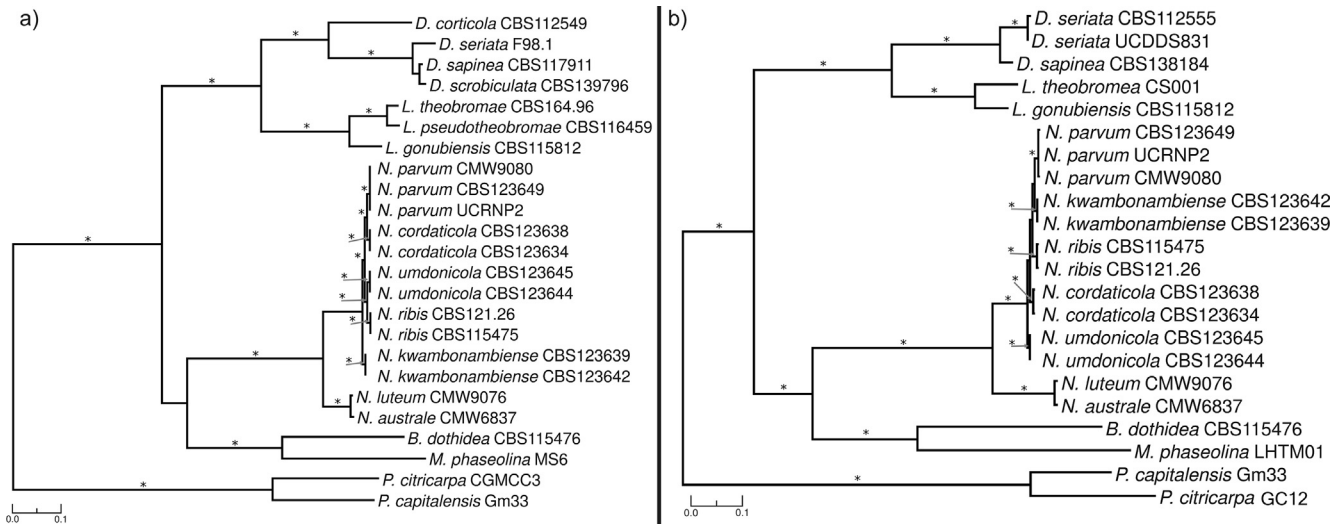 a)
D. corticola CBS112549
D. seriata F98.1
D. sapinea CBS117911
D. scrobiculata CBS139796
L. theobromae CBS164.96
L. pseudotheobromae CBS116459
L. gonubiensis CBS115812
N. parvum CMW9080
N. parvum CBS123649
N. parvum UCRNP2
N. cordaticola CBS123638
N. cordaticola CBS123634
N. umdonicola CBS123645
N. umdonicola CBS123644
N. ribis CBS121.26
N. ribis CBS115475
N. kwambonambiense CBS123639
N. kwambonambiense CBS123642
N. luteum CMW9076
N. australe CMW6837
B. dothidea CBS115476
M. phaseolina MS6
P. citricarpa CGMCC3
P. capitalensis Gm33
0.0 0.1
b)
D. seriata CBS112555
D. seriata UCDDS831
D. sapinea CBS138184
L. theobromea CS001
L. gonubiensis CBS115812
N. parvum CBS123649
N. parvum UCRNP2
N. parvum CMW9080
N. kwambonambiense CBS123642
N. kwambonambiense CBS123639
N. ribis CBS115475
N. ribis CBS121.26
N. cordaticola CBS123638
N. cordaticola CBS123634
N. umdonicola CBS123645
N. umdonicola CBS123644
N. luteum CMW9076
N. australe CMW6837
B. dothidea CBS115476
M. phaseolina LHTM01
P. capitalensis Gm33
P. citricarpa GC12
0.0 0.1